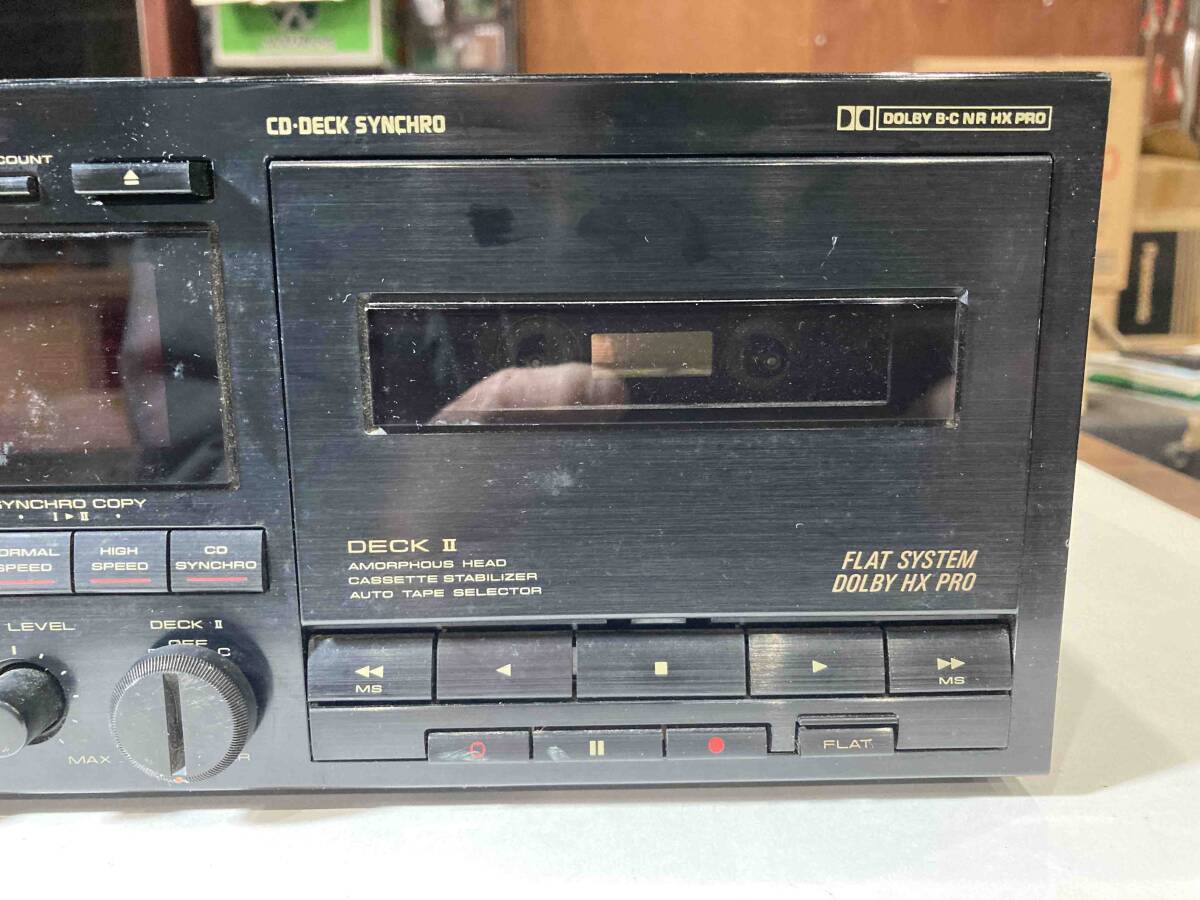 CD·DECK SYNCHRO
DOLBY B·C NR HX PRO
COUNT
SYNCHRO COPY
I ▶ II
NORMAL SPEED
HIGH SPEED
CD SYNCHRO
LEVEL
DECK II
OFF
C
MAX
R
DECK II
AMORPHOUS HEAD
CASSETTE STABILIZER
AUTO TAPE SELECTOR
FLAT SYSTEM
DOLBY HX PRO
MS
MS
FLAT
Panasonic